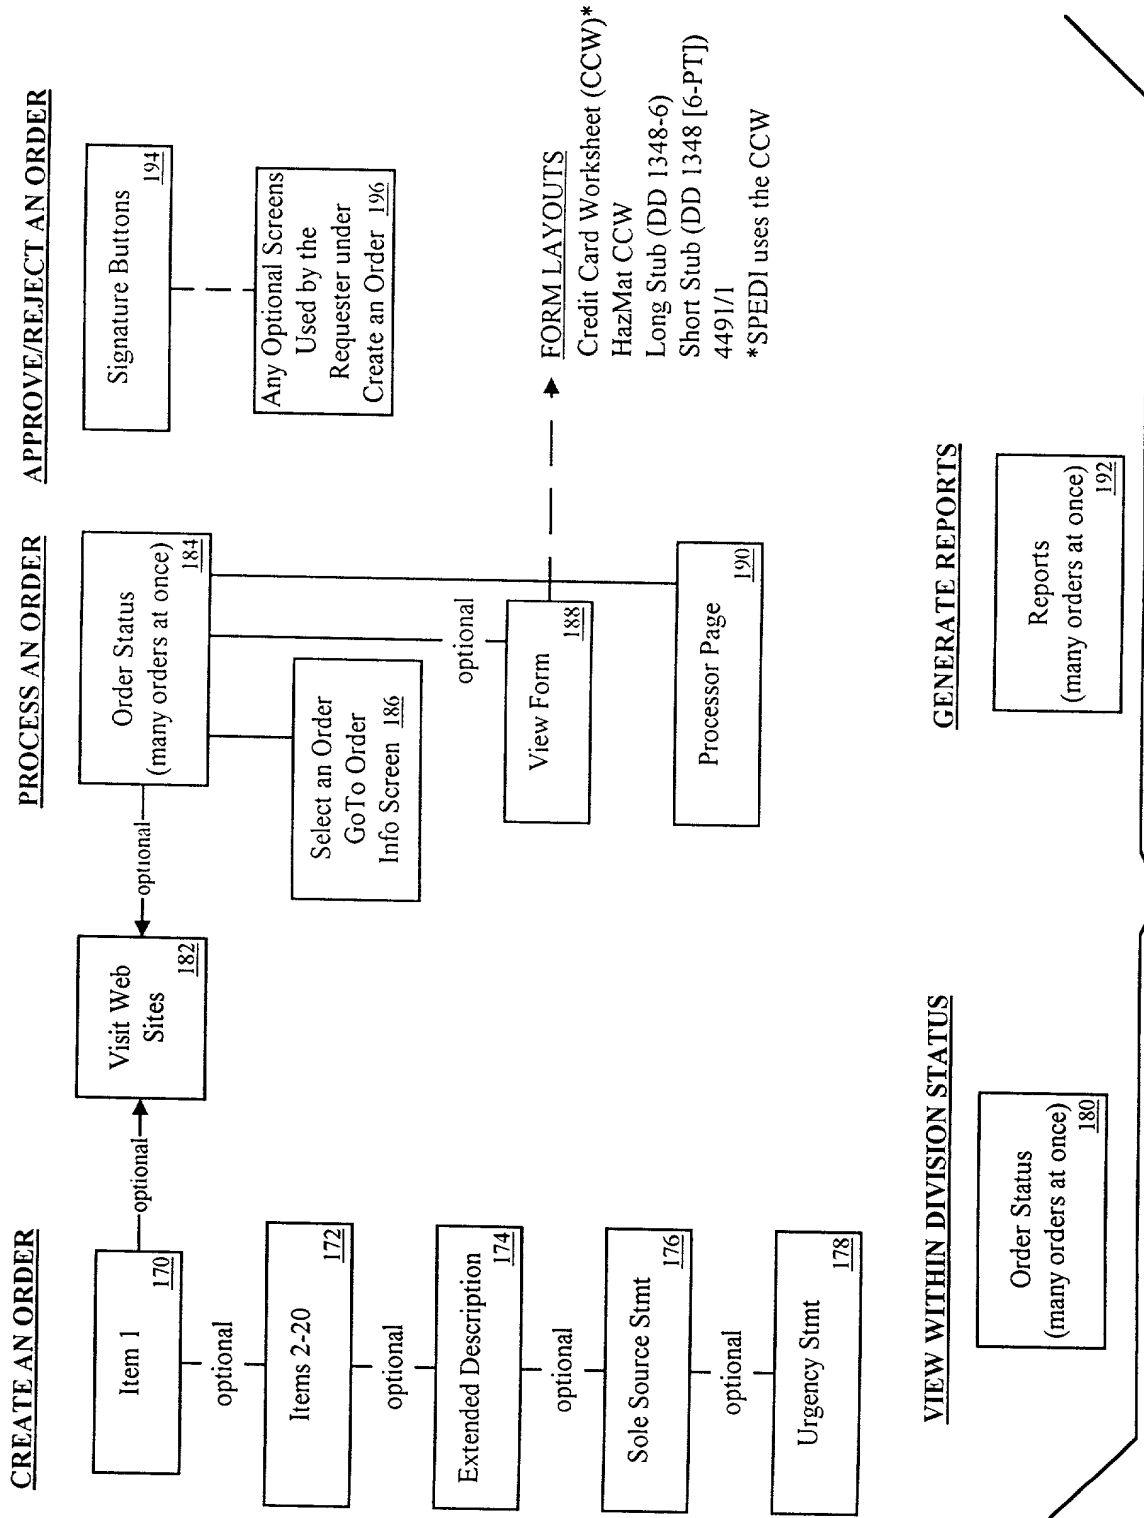 CREATE AN ORDER
Item 1
170
optional
Items 2-20
172
optional
Extended Description
174
optional
Sole Source Stmt
176
optional
Urgency Stmt
178
optional
Visit Web
Sites
182
optional
PROCESS AN ORDER
Order Status
(many orders at once)
184
Select an Order
GoTo Order
Info Screen 186
optional
View Form
188
Processor Page
190
APPROVE/REJECT AN ORDER
Signature Buttons
194
Any Optional Screens
Used by the
Requester under
Create an Order 196
FORM LAYOUTS
Credit Card Worksheet (CCW)*
HazMat CCW
Long Stub (DD 1348-6)
Short Stub (DD 1348 [6-PT])
4491/1
*SPEDI uses the CCW
VIEW WITHIN DIVISION STATUS
Order Status
(many orders at once)
180
GENERATE REPORTS
Reports
(many orders at once)
192